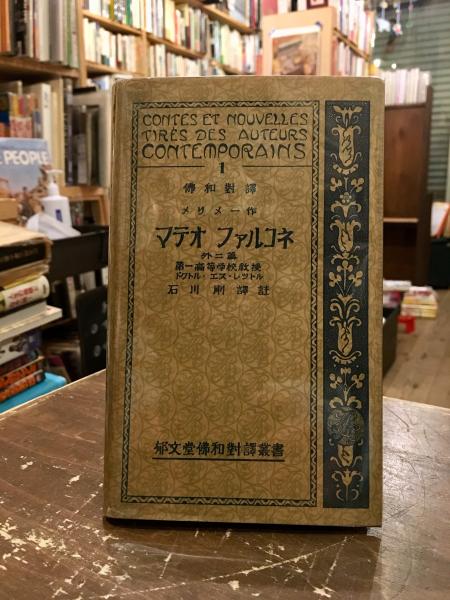 CONTES ET NOUVELLES
TIRÉS DES AUTEURS
CONTEMPORAINS
1
佛和對譯
メリメー作
マテオ ファルコネ
外二篇
第一高等学校教授
ドクトル・エス・レツトル
石川剛譯註
郁文堂佛和對譯叢書
PEOPLE